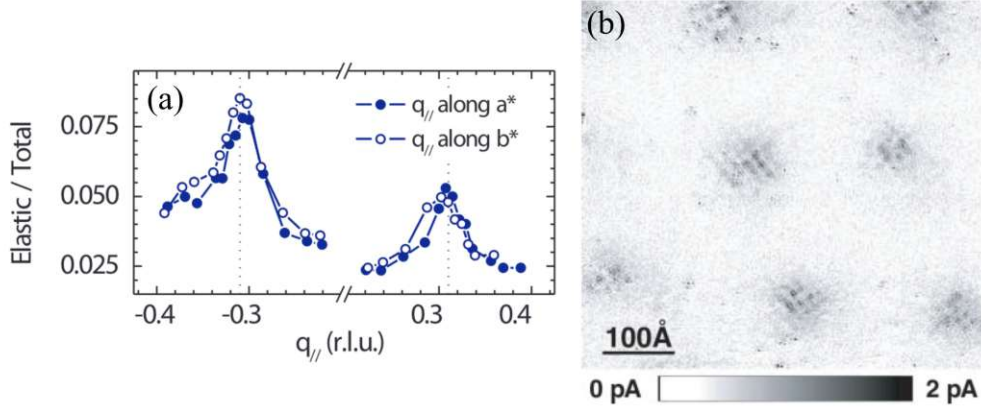 (a)
q// along a*
q// along b*
Elastic / Total
0.075
0.050
0.025
-0.4
-0.3
0.3
0.4
q// (r.l.u.)
(b)
100Å
0 pA
2 pA